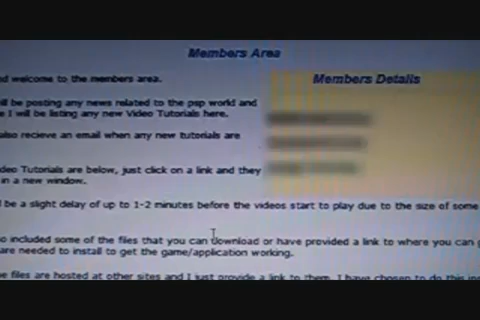 Members Area
Members Details
welcome to the members area.
be posting any news related to the psp world and
I will be listing any new Video Tutorials here.
also recieve an email when any new tutorials are
Video Tutorials are below, just click on a link and they
in a new window.
be a slight delay of up to 1-2 minutes before the videos start to play due to the size of some
included some of the files that you can download or have provided a link to where you can
are needed to install to get the game/application working.
files are hosted at other sites and I just provide a link to them. I have chosen to do this